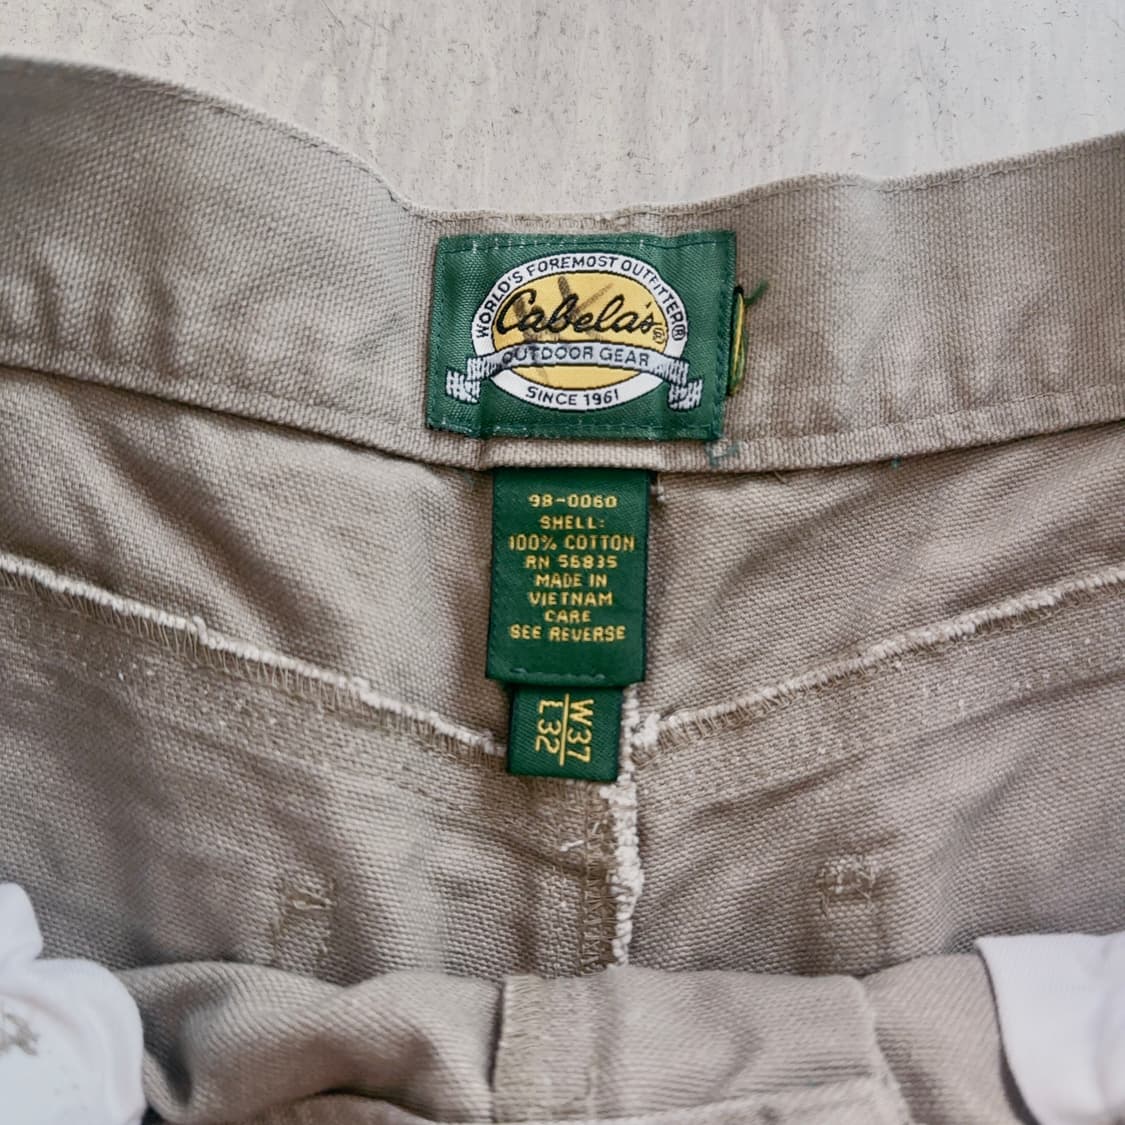 WORLD'S FOREMOST OUTFITTER®
Cabela's®
OUTDOOR GEAR
SINCE 1961
98-0060
SHELL:
100% COTTON
RN 56835
MADE IN
VIETNAM
CARE
SEE REVERSE
W37
L32